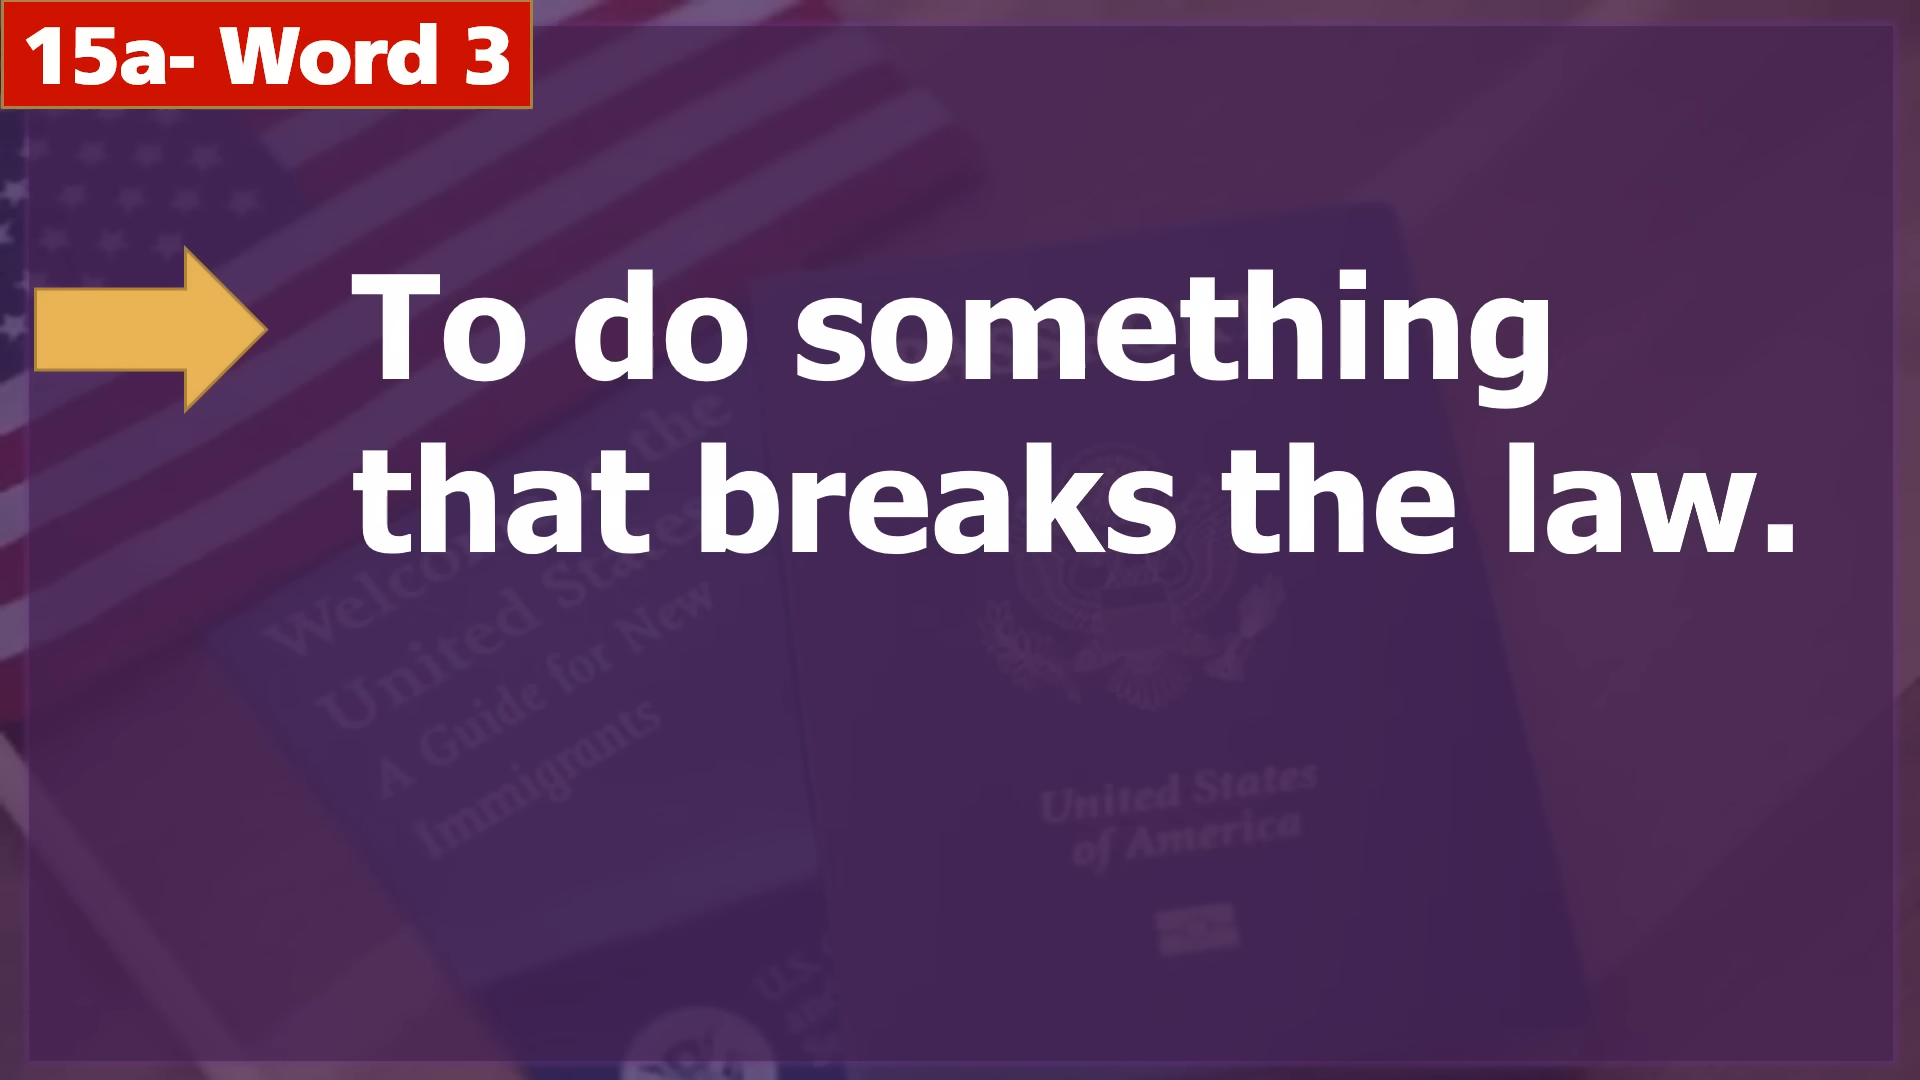 15a- Word 3
To do something
that breaks the law.
Welcome the
United States
A Guide for New
Immigrants
United States
of America